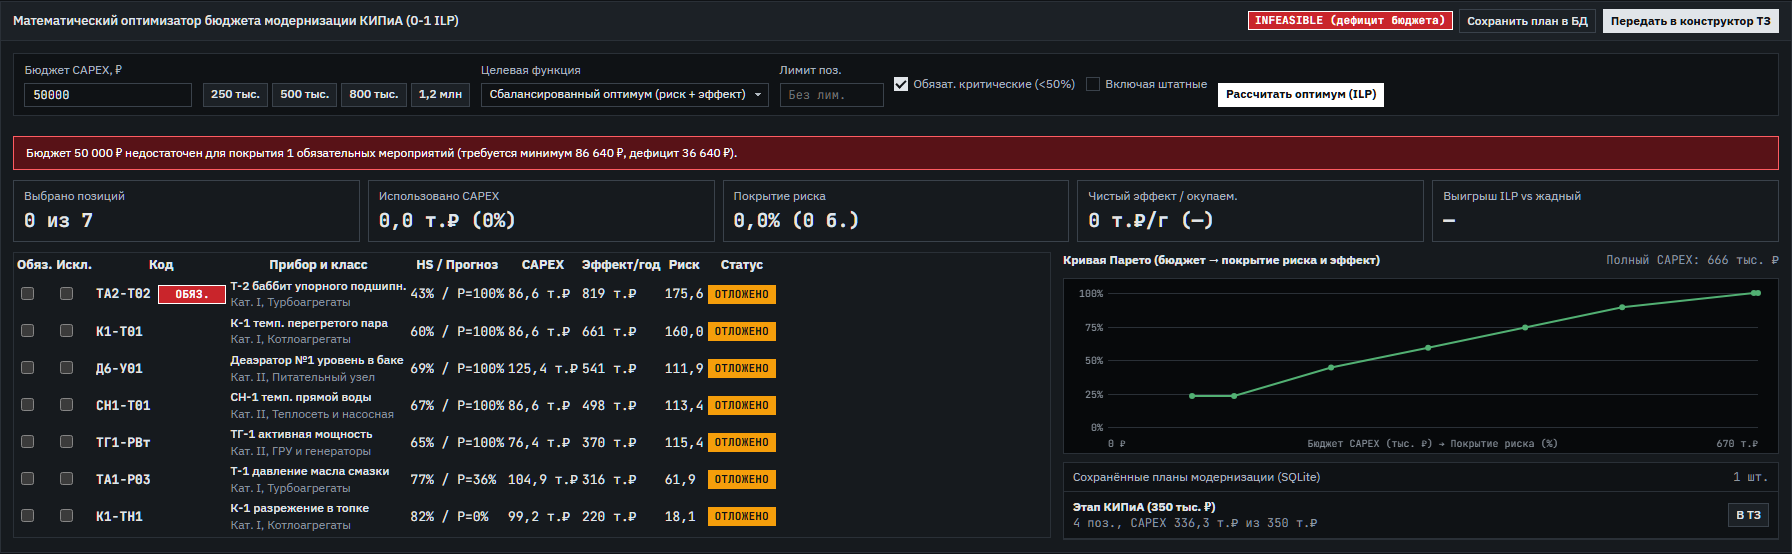 Математический оптимизатор бюджета модернизации КИПиА (0-1 ILP)
INFEASIBLE (дефицит бюджета)
Сохранить план в БД
Передать в конструктор ТЗ
Бюджет CAPEX, ₽
Целевая функция
Лимит поз.
50000
250 тыс.
500 тыс.
800 тыс.
1,2 млн
Сбалансированный оптимум (риск + эффект)
Без лим.
Обязат. критические (<50%)
Включая штатные
Рассчитать оптимум (ILP)
Бюджет 50 000 ₽ недостаточен для покрытия 1 обязательных мероприятий (требуется минимум 86 640 ₽, дефицит 36 640 ₽).
Выбрано позиций
0 из 7
Использовано CAPEX
0,0 т.₽ (0%)
Покрытие риска
0,0% (0 б.)
Чистый эффект / окупаем.
0 т.₽/г (—)
Выигрыш ILP vs жадный
—
Обяз. Искл. Код Прибор и класс HS / Прогноз CAPEX Эффект/год Риск Статус
ТА2-Т02 ОБЯЗ. Т-2 баббит упорного подшипн. 43% / P=100% 86,6 т.₽ 819 т.₽ 175,6 ОТЛОЖЕНО
Кат. I, Турбоагрегаты
К1-Т01 К-1 темп. перегретого пара 60% / P=100% 86,6 т.₽ 661 т.₽ 160,0 ОТЛОЖЕНО
Кат. I, Котлоагрегаты
Д6-У01 Деаэратор №1 уровень в баке 69% / P=100% 125,4 т.₽ 541 т.₽ 111,9 ОТЛОЖЕНО
Кат. II, Питательный узел
СН1-Т01 СН-1 темп. прямой воды 67% / P=100% 86,6 т.₽ 498 т.₽ 113,4 ОТЛОЖЕНО
Кат. II, Теплосеть и насосная
ТГ1-РВт ТГ-1 активная мощность 65% / P=100% 76,4 т.₽ 370 т.₽ 115,4 ОТЛОЖЕНО
Кат. II, ГРУ и генераторы
ТА1-Р03 Т-1 давление масла смазки 77% / P=36% 104,9 т.₽ 316 т.₽ 61,9 ОТЛОЖЕНО
Кат. I, Турбоагрегаты
К1-ТН1 К-1 разрежение в топке 82% / P=0% 99,2 т.₽ 220 т.₽ 18,1 ОТЛОЖЕНО
Кат. I, Котлоагрегаты
Кривая Парето (бюджет → покрытие риска и эффект)
Полный CAPEX: 666 тыс. ₽
100%
75%
50%
25%
0%
0 ₽
Бюджет CAPEX (тыс. ₽) → Покрытие риска (%)
670 т.₽
Сохранённые планы модернизации (SQLite)
1 шт.
Этап КИПиА (350 тыс. ₽)
4 поз., CAPEX 336,3 т.₽ из 350 т.₽
В ТЗ